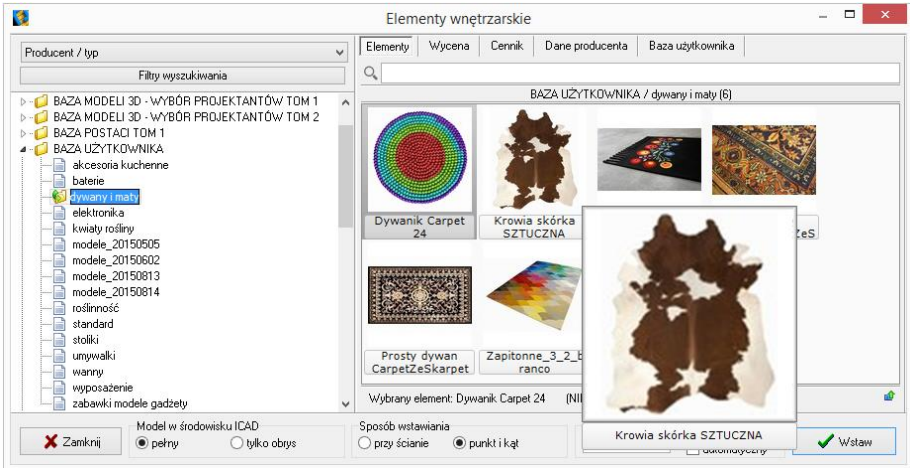 Elementy wnętrzarskie
Producent / typ
Filtry wyszukiwania
BAZA MODELI 3D - WYBÓR PROJEKTANTÓW TOM 1
BAZA MODELI 3D - WYBÓR PROJEKTANTÓW TOM 2
BAZA POSTACI TOM 1
BAZA UŻYTKOWNIKA
akcesoria kuchenne
baterie
dywany i maty
elektronika
kwiaty rośliny
modele_20150505
modele_20150602
modele_20150813
modele_20150814
roślinność
standard
stoliki
umywalki
wanny
wyposażenie
zabawki modele gadżety
Elementy Wycena Cennik Dane producenta Baza użytkownika
BAZA UŻYTKOWNIKA / dywany i maty (6)
Dywanik Carpet
24
Krowia skórka
SZTUCZNA
ZeS
Prosty dywan
CarpetZeSkarpet
Zapitonne_3_2_b
ranco
Krowia skórka SZTUCZNA
Wybrany element: Dywanik Carpet 24
Zamknij
Model w środowisku ICAD
pełny tylko obrys
Sposób wstawiania
przy ścianie punkt i kąt
automatyczny
Wstaw